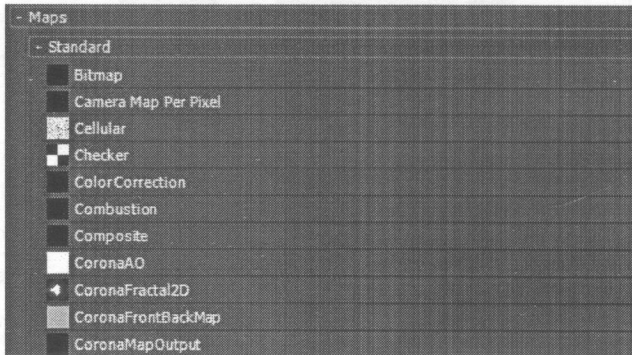 - Maps
- Standard
Bitmap
Camera Map Per Pixel
Cellular
Checker
ColorCorrection
Combustion
Composite
CoronaAO
CoronaFractal2D
CoronaFrontBackMap
CoronaMapOutput